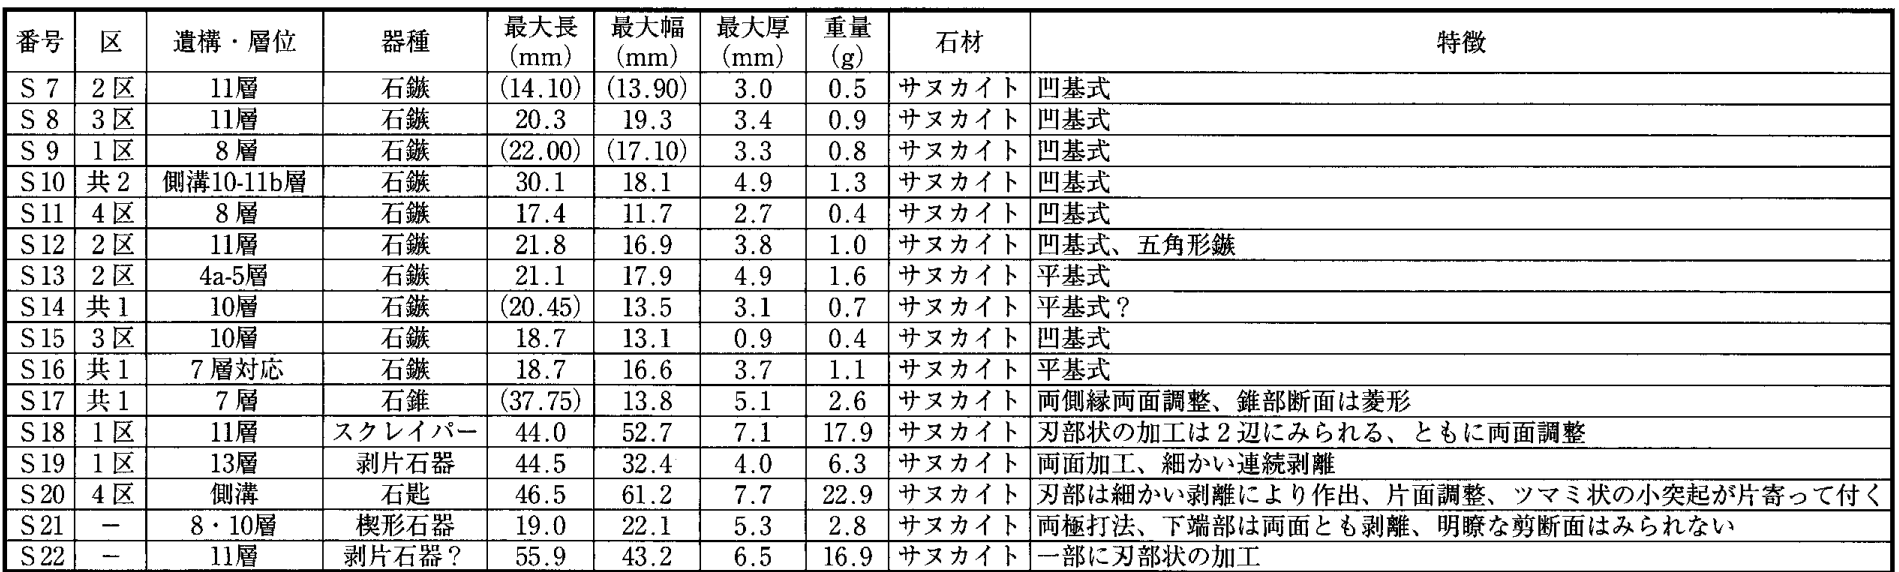 番号 区 遺構・層位 器種 最大長(mm) 最大幅(mm) 最大厚(mm) 重量(g) 石材 特徴
S 7 2区 11層 石鏃 (14.10) (13.90) 3.0 0.5 サヌカイト 凹基式
S 8 3区 11層 石鏃 20.3 19.3 3.4 0.9 サヌカイト 凹基式
S 9 1区 8層 石鏃 (22.00) (17.10) 3.3 0.8 サヌカイト 凹基式
S10 共2 側溝10-11b層 石鏃 30.1 18.1 4.9 1.3 サヌカイト 凹基式
S11 4区 8層 石鏃 17.4 11.7 2.7 0.4 サヌカイト 凹基式
S12 2区 11層 石鏃 21.8 16.9 3.8 1.0 サヌカイト 凹基式、五角形鏃
S13 2区 4a-5層 石鏃 21.1 17.9 4.9 1.6 サヌカイト 平基式
S14 共1 10層 石鏃 (20.45) 13.5 3.1 0.7 サヌカイト 平基式？
S15 3区 10層 石鏃 18.7 13.1 0.9 0.4 サヌカイト 凹基式
S16 共1 7層対応 石鏃 18.7 16.6 3.7 1.1 サヌカイト 平基式
S17 共1 7層 石錐 (37.75) 13.8 5.1 2.6 サヌカイト 両側縁両面調整、錐部断面は菱形
S18 1区 11層 スクレイパー 44.0 52.7 7.1 17.9 サヌカイト 刃部状の加工は2辺にみられる、ともに両面調整
S19 1区 13層 剥片石器 44.5 32.4 4.0 6.3 サヌカイト 両面加工、細かい連続剥離
S20 4区 側溝 石匙 46.5 61.2 7.7 22.9 サヌカイト 刃部は細かい剥離により作出、片面調整、ツマミ状の小突起が片寄って付く
S21 － 8・10層 楔形石器 19.0 22.1 5.3 2.8 サヌカイト 両極打法、下端部は両面とも剥離、明瞭な剪断面はみられない
S22 － 11層 剥片石器？ 55.9 43.2 6.5 16.9 サヌカイト 一部に刃部状の加工